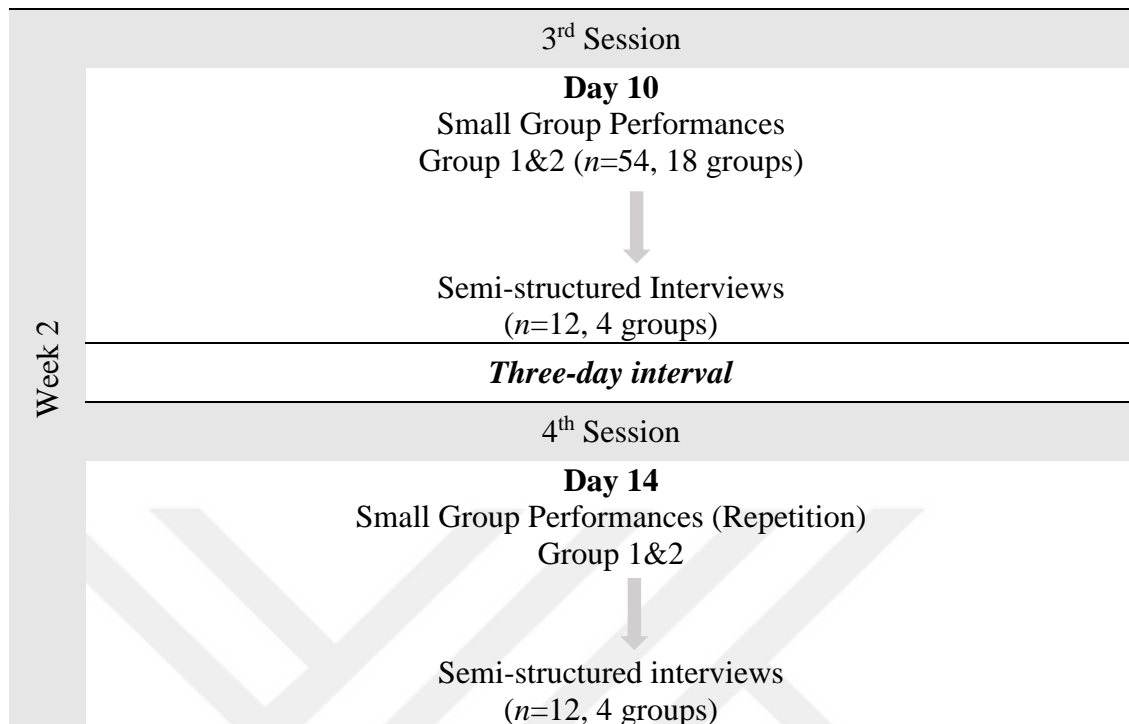 3rd Session
Day 10
Small Group Performances
Group 1&2 (n=54, 18 groups)
Semi-structured Interviews
(n=12, 4 groups)
Week 2
Three-day interval
4th Session
Day 14
Small Group Performances (Repetition)
Group 1&2
Semi-structured interviews
(n=12, 4 groups)